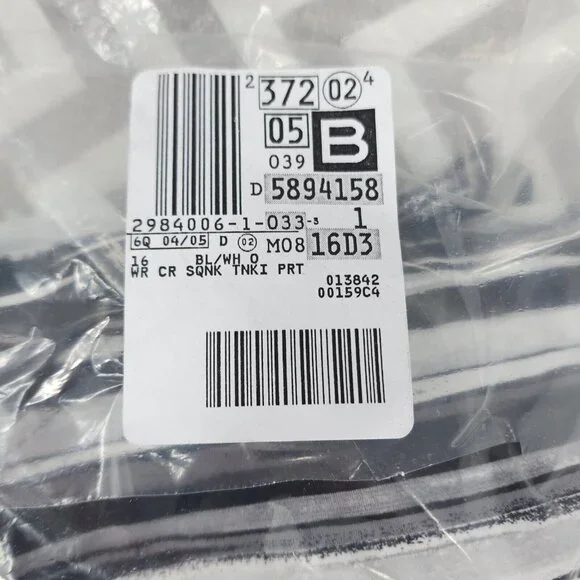 2 372 02 4
05 B
039
D 5894158
2984006-1-033-3 1
6Q 04/05 D 02 M08 16D3
16 BL/WH O
WR CR SQNK TNKI PRT
013842
00159C4